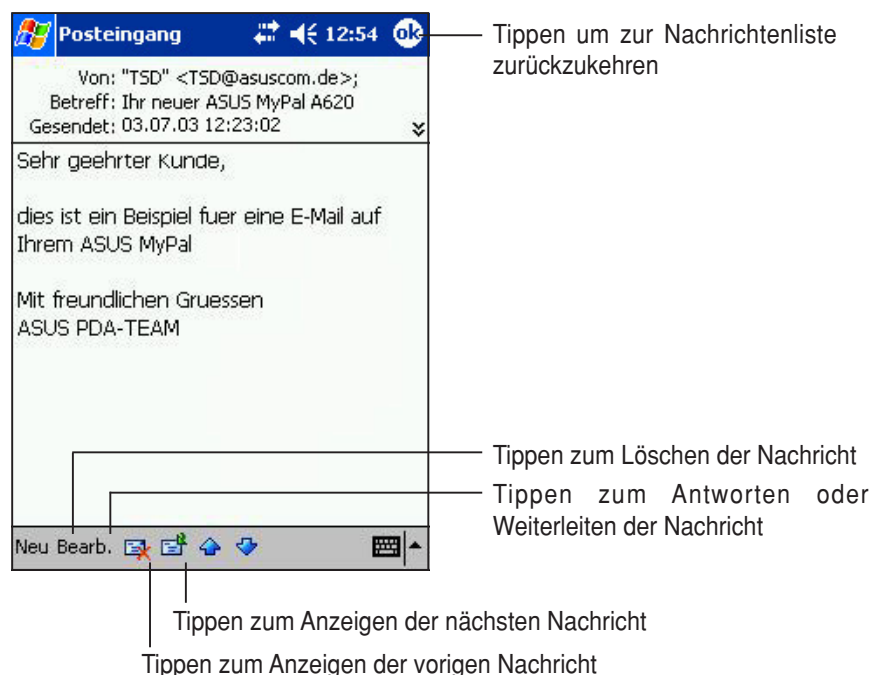 Posteingang 12:54 ok
Tippen um zur Nachrichtenliste
zurückzukehren
Von: "TSD" <TSD@asuscom.de>;
Betreff: Ihr neuer ASUS MyPal A620
Gesendet: 03.07.03 12:23:02
Sehr geehrter Kunde,
dies ist ein Beispiel fuer eine E-Mail auf
Ihrem ASUS MyPal
Mit freundlichen Gruessen
ASUS PDA-TEAM
Tippen zum Löschen der Nachricht
Tippen zum Antworten oder
Weiterleiten der Nachricht
Neu Bearb.
Tippen zum Anzeigen der nächsten Nachricht
Tippen zum Anzeigen der vorigen Nachricht